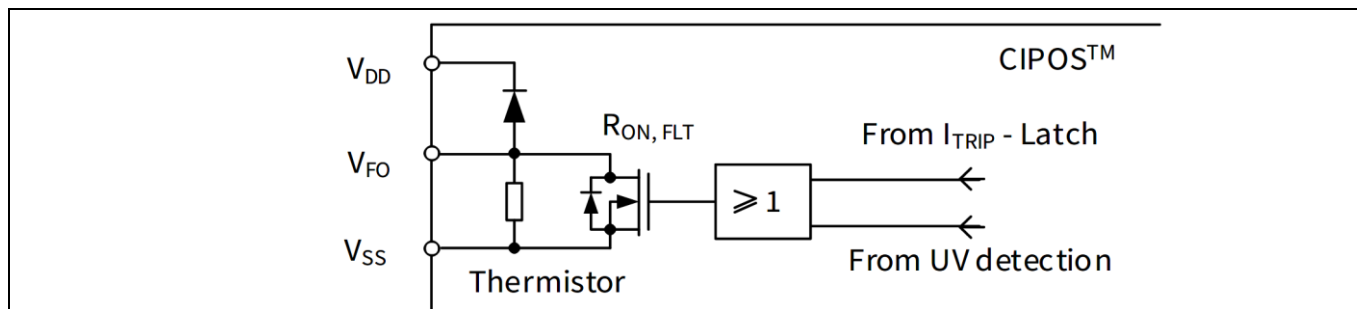 CIPOS™
V_DD
R_ON, FLT
From I_TRIP - Latch
V_FO
⩾ 1
V_SS
From UV detection
Thermistor